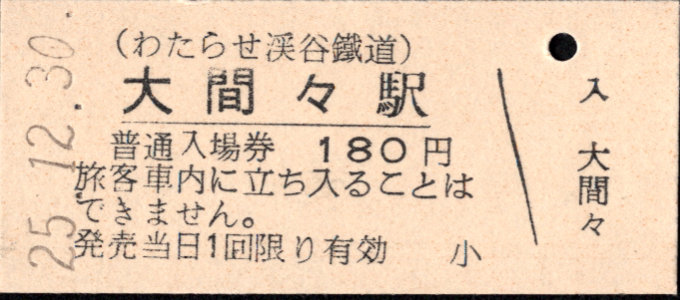 25.12.30.
(わたらせ渓谷鐵道)
大間々駅
普通入場券 180円
旅客車内に立ち入ることは
できません。
発売当日1回限り有効 小
入 大間々